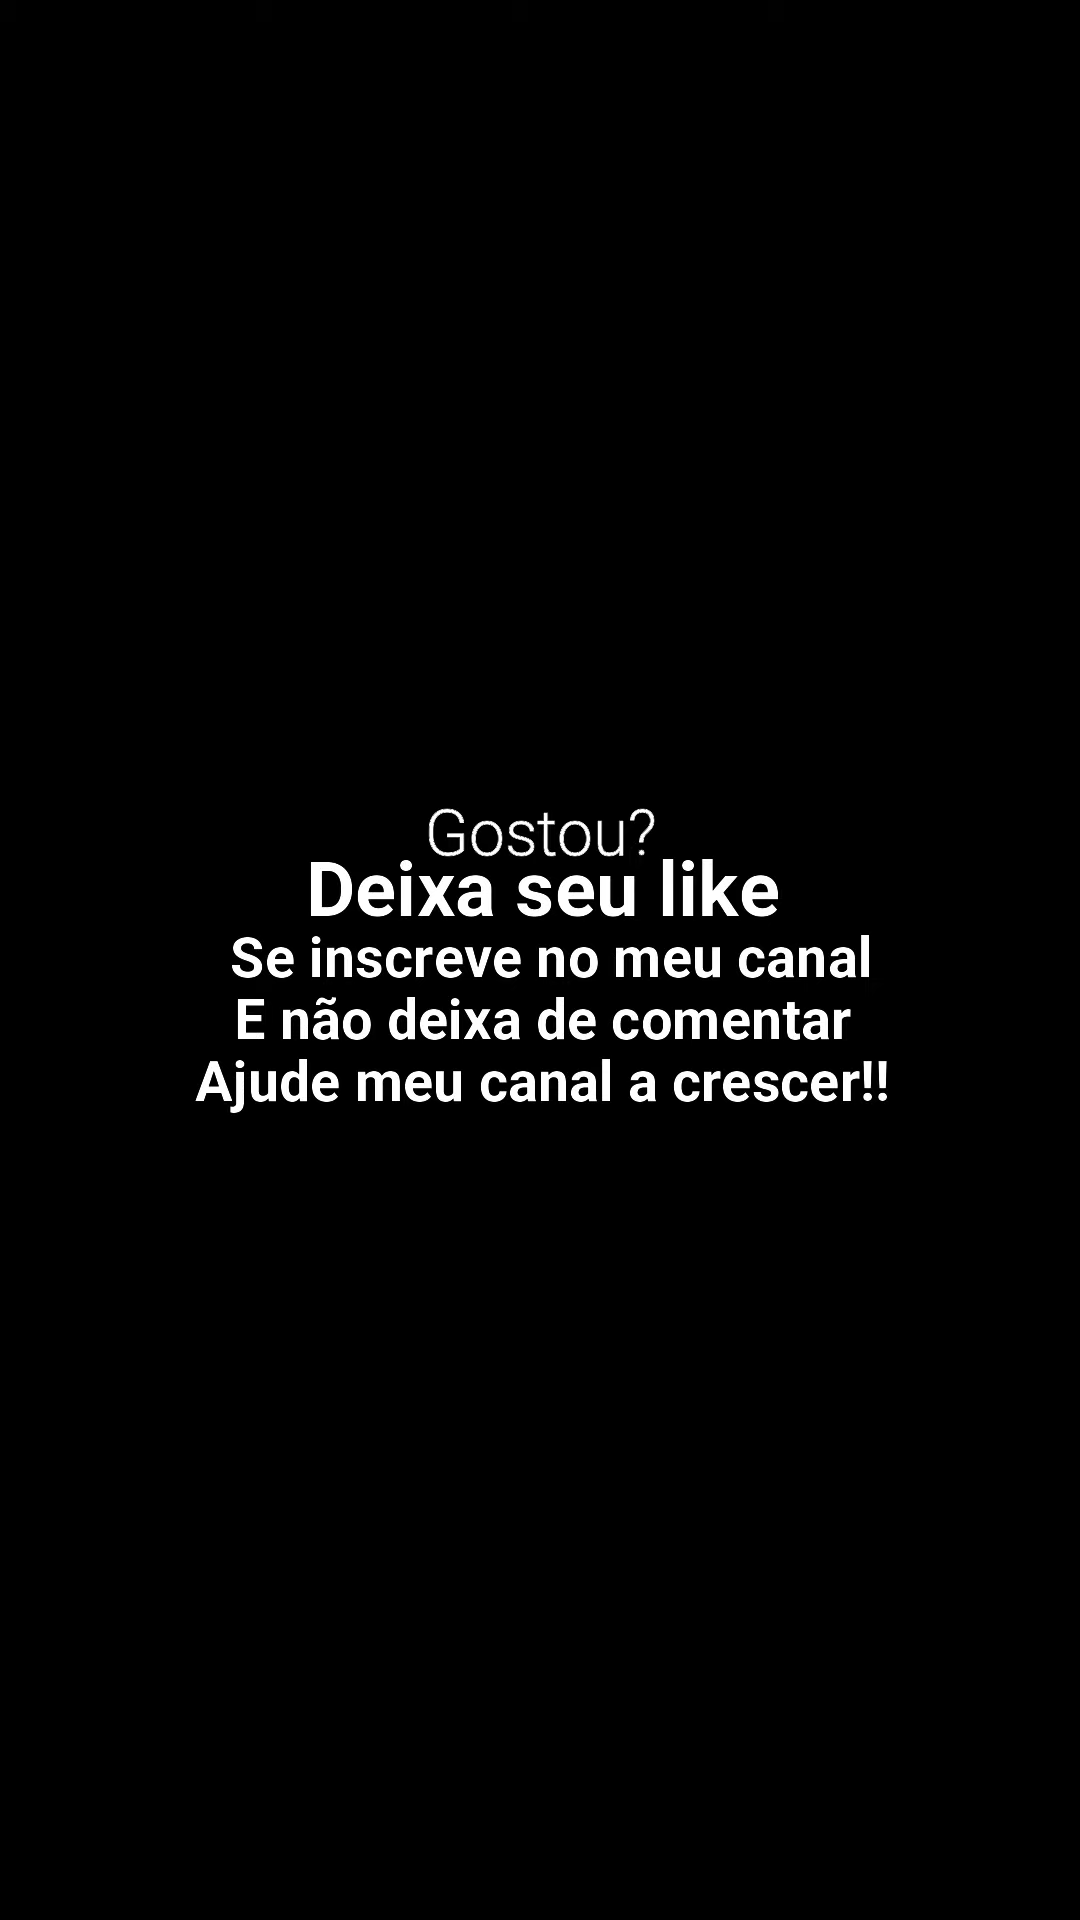 Gostou?
Deixa seu like
Se inscreve no meu canal
E não deixa de comentar
Ajude meu canal a crescer!!